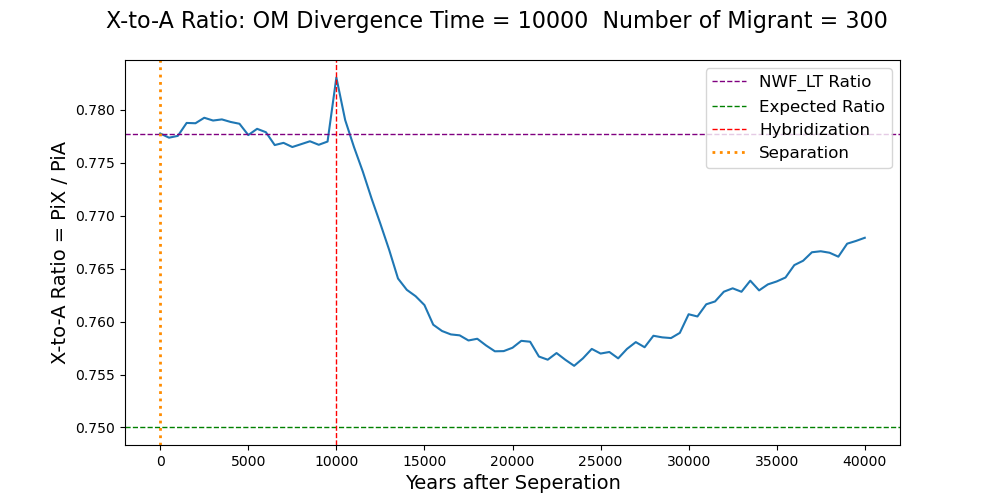 X-to-A Ratio: OM Divergence Time = 10000  Number of Migrant = 300
X-to-A Ratio = PiX / PiA
0.780
0.775
0.770
0.765
0.760
0.755
0.750
NWF_LT Ratio
Expected Ratio
Hybridization
Separation
0 5000 10000 15000 20000 25000 30000 35000 40000
Years after Seperation